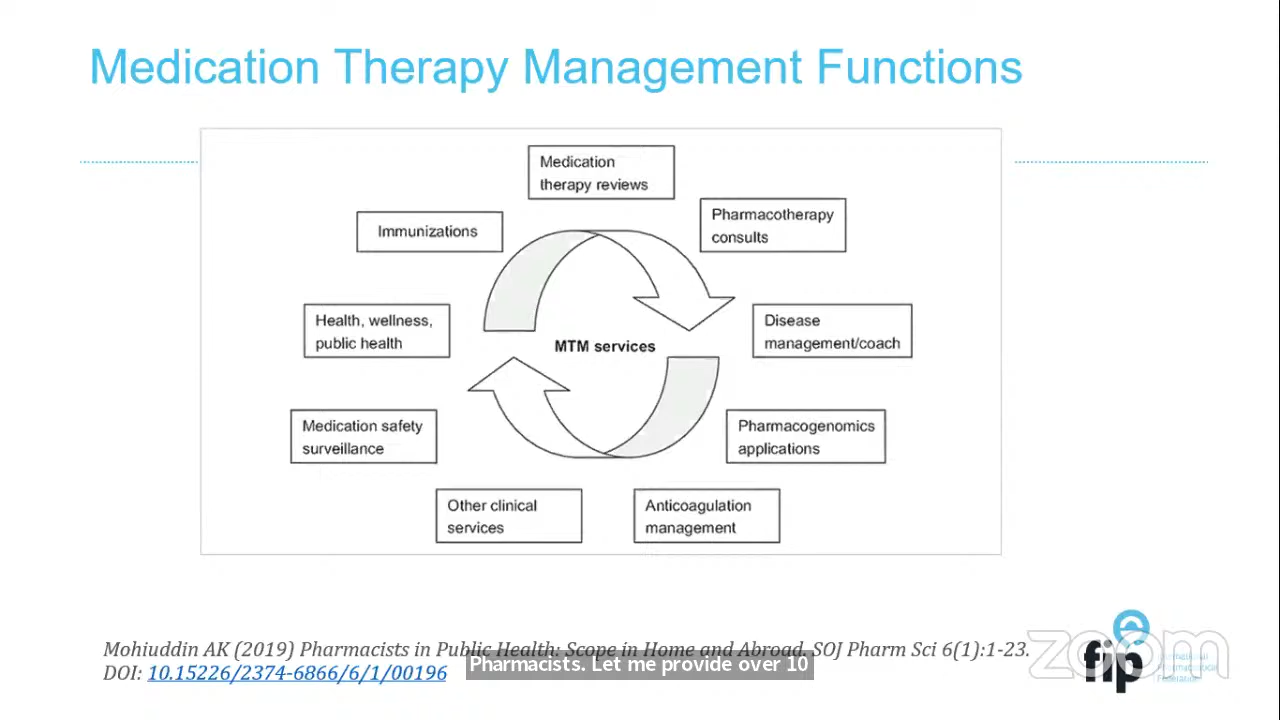 Medication Therapy Management Functions
Medication
therapy reviews
Pharmacotherapy
consults
Immunizations
Health, wellness,
public health
Disease
management/coach
MTM services
Medication safety
surveillance
Pharmacogenomics
applications
Other clinical
services
Anticoagulation
management
Mohiuddin AK (2019) Pharmacists in Public Health: Scope in Home and Abroad. SOJ Pharm Sci 6(1):1-23.
DOI: 10.15226/2374-6866/6/1/00196
Pharmacists. Let me provide over 10
zoom
fip
International
Pharmaceutical
Federation